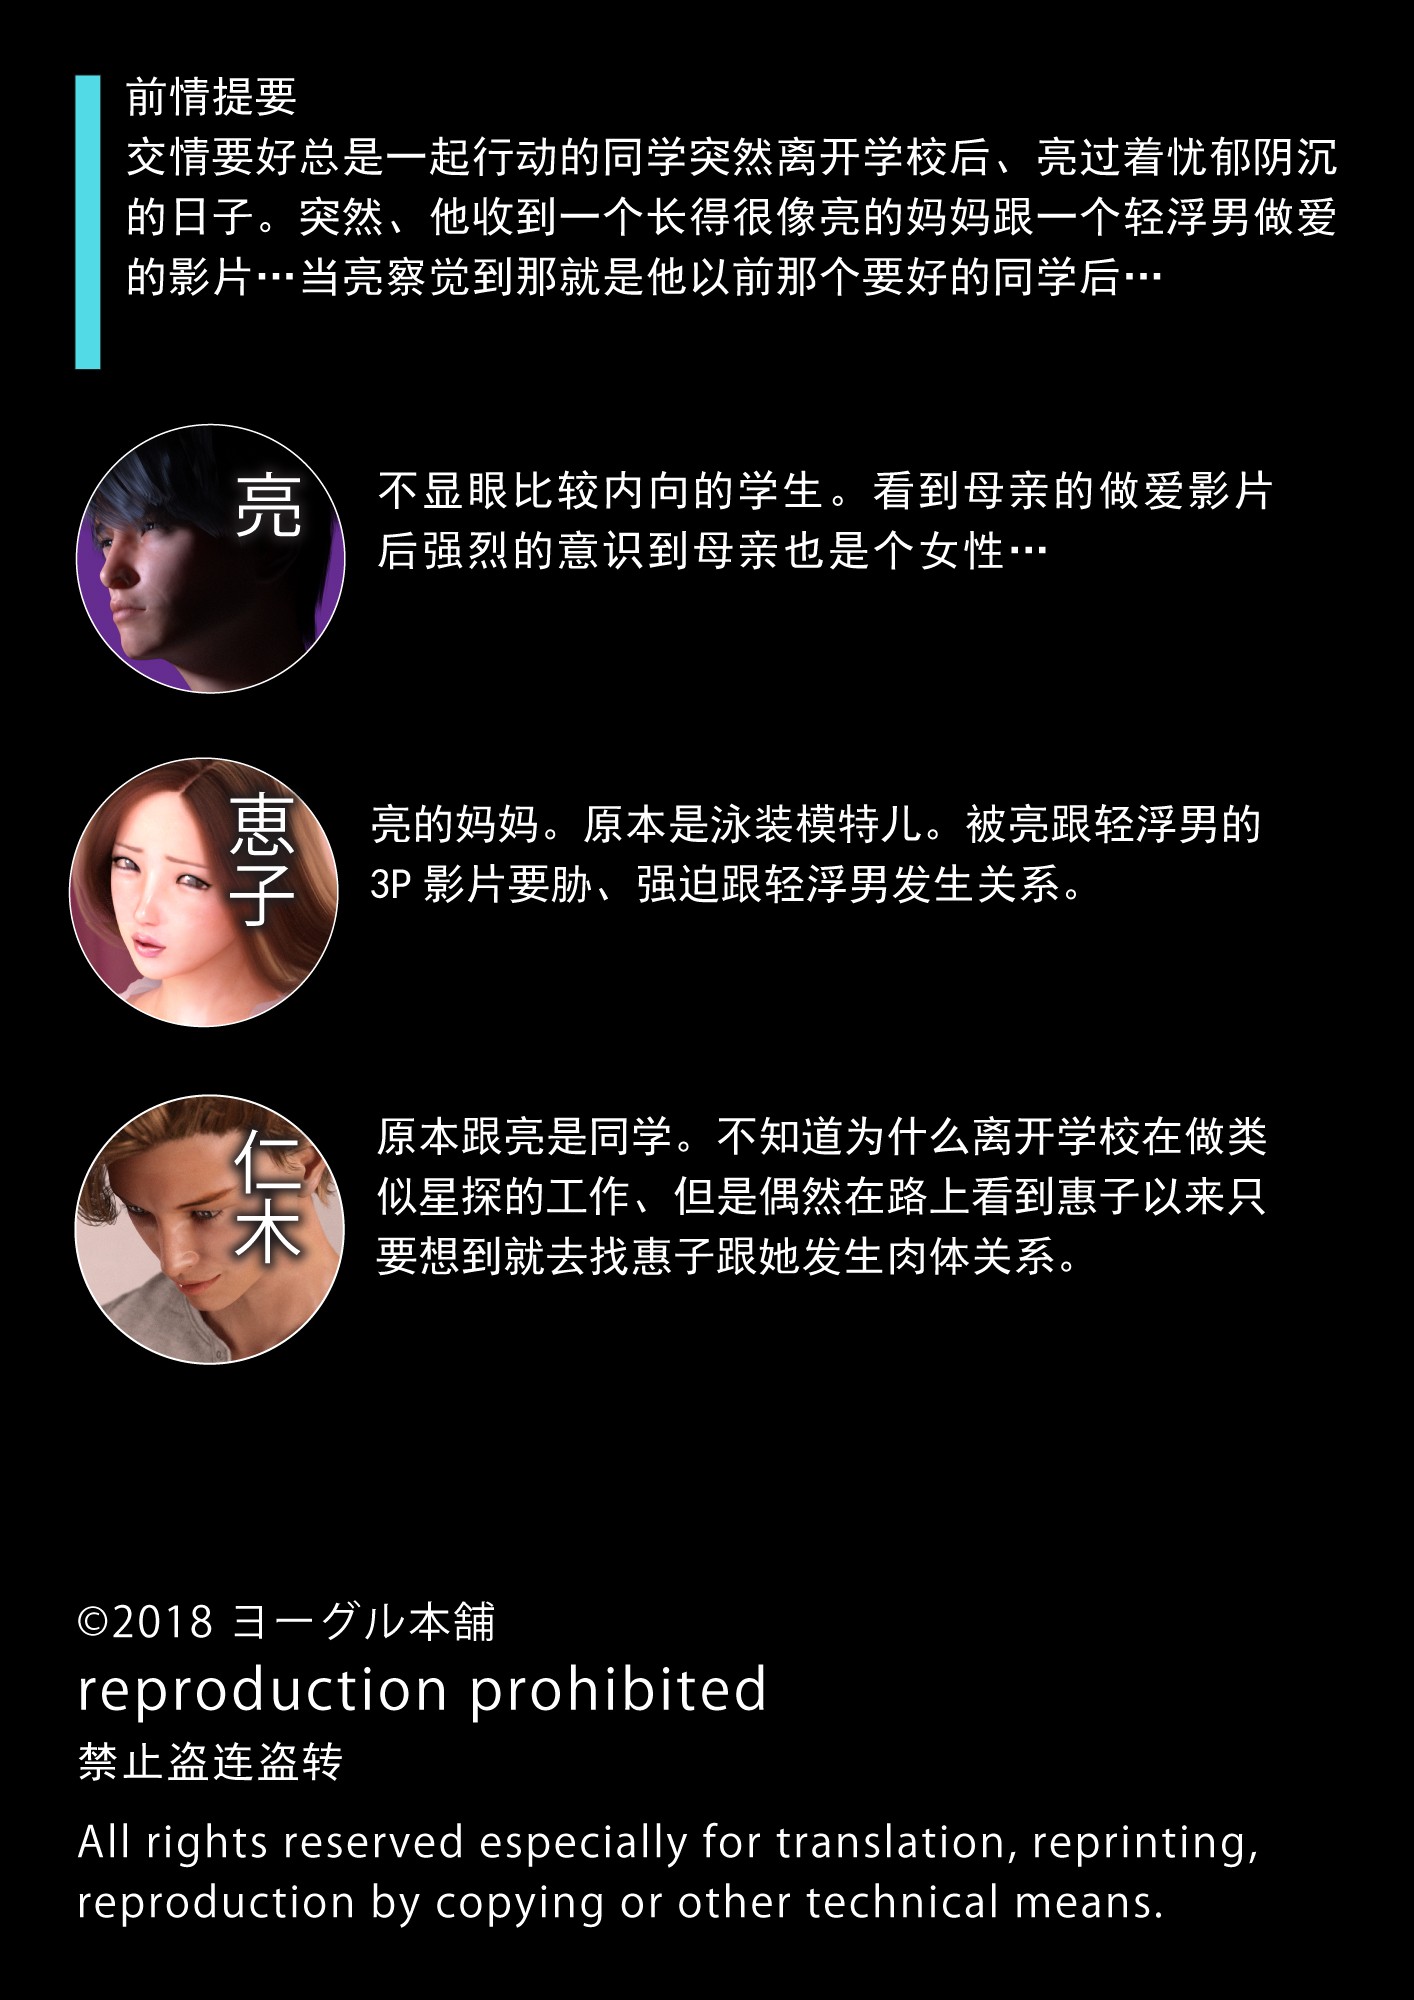 前情提要
交情要好总是一起行动的同学突然离开学校后、亮过着忧郁阴沉
的日子。突然、他收到一个长得很像亮的妈妈跟一个轻浮男做爱
的影片…当亮察觉到那就是他以前那个要好的同学后…
亮
不显眼比较内向的学生。看到母亲的做爱影片
后强烈的意识到母亲也是个女性…
恵子
亮的妈妈。原本是泳装模特儿。被亮跟轻浮男的
3P 影片要胁、强迫跟轻浮男发生关系。
仁木
原本跟亮是同学。不知道为什么离开学校在做类
似星探的工作、但是偶然在路上看到惠子以来只
要想到就去找惠子跟她发生肉体关系。
©2018 ヨーグル本舗
reproduction prohibited
禁止盗连盗转
All rights reserved especially for translation, reprinting,
reproduction by copying or other technical means.